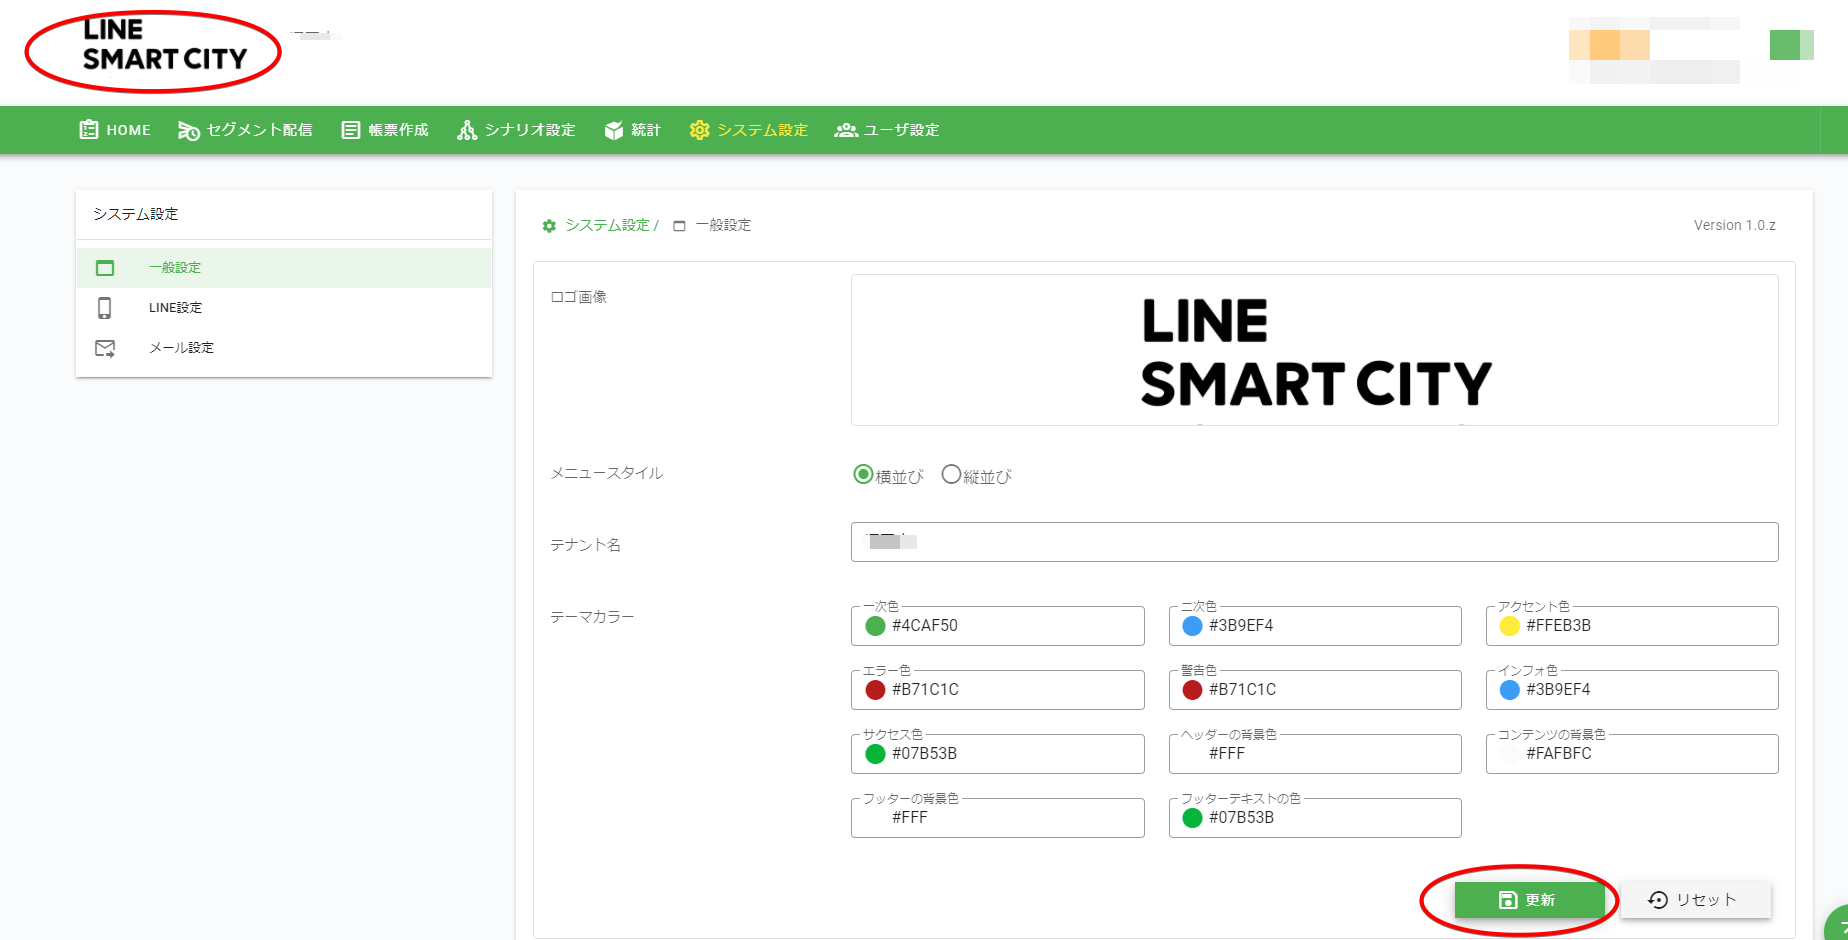 LINE
SMART CITY
HOME
セグメント配信
帳票作成
シナリオ設定
統計
システム設定
ユーザ設定
システム設定
一般設定
LINE設定
メール設定
システム設定 / 一般設定
Version 1.0.z
ロゴ画像
LINE
SMART CITY
メニュースタイル
横並び 縦並び
テナント名
テーマカラー
一次色
#4CAF50
二次色
#3B9EF4
アクセント色
#FFEB3B
エラー色
#B71C1C
警告色
#B71C1C
インフォ色
#3B9EF4
サクセス色
#07B53B
ヘッダーの背景色
#FFF
コンテンツの背景色
#FAFBFC
フッターの背景色
#FFF
フッターテキストの色
#07B53B
更新
リセット